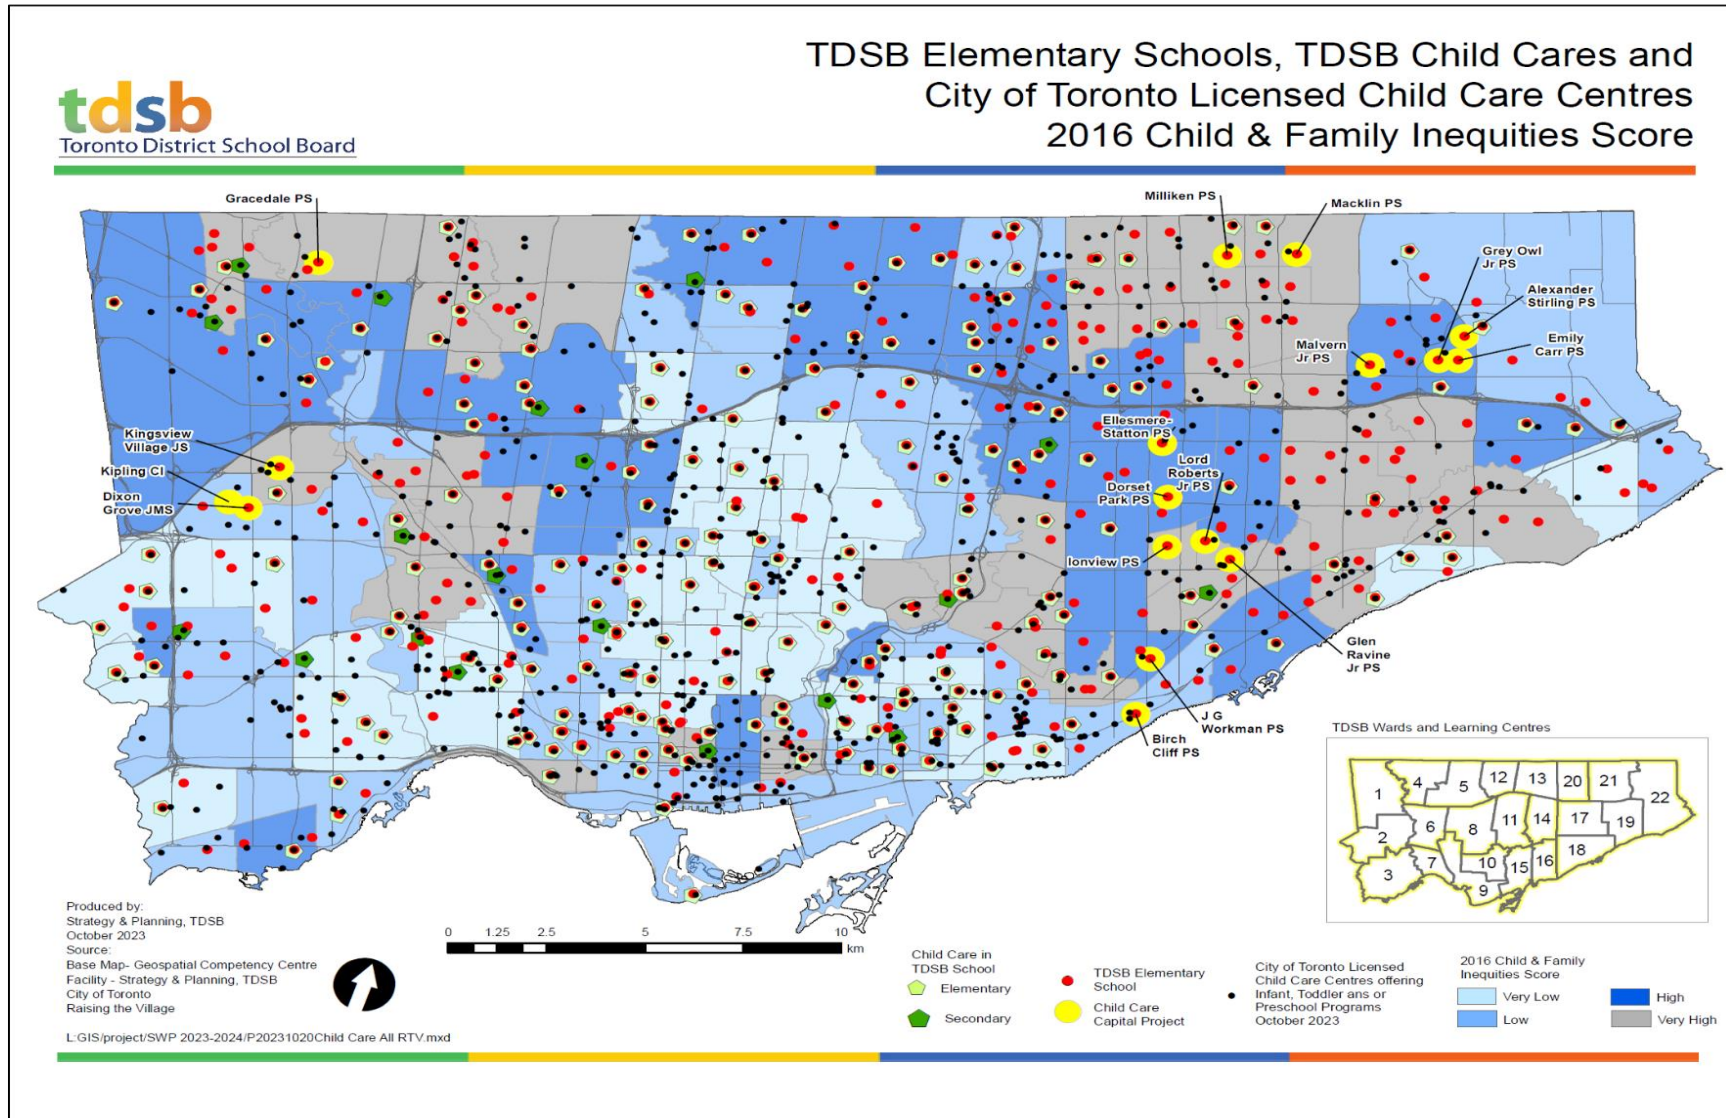 TDSB Elementary Schools, TDSB Child Cares and
City of Toronto Licensed Child Care Centres
2016 Child & Family Inequities Score
tdsb
Toronto District School Board
Gracedale PS
Milliken PS
Macklin PS
Grey Owl
Jr PS
Alexander
Stirling PS
Emily
Carr PS
Malvern
Jr PS
Kingsview
Village JS
Kipling CI
Dixon
Grove JMS
Ellesmere-
Statton PS
Lord
Roberts
Jr PS
Dorset
Park PS
Ionview PS
Glen
Ravine
Jr PS
J G
Workman PS
Birch
Cliff PS
TDSB Wards and Learning Centres
1
2
3
4
5
6
7
8
9
10
11
12
13
14
15
16
17
18
19
20
21
22
Produced by:
Strategy & Planning, TDSB
October 2023
Source:
Base Map- Geospatial Competency Centre
Facility - Strategy & Planning, TDSB
City of Toronto
Raising the Village
L:GIS/project/SWP 2023-2024/P20231020Child Care All RTV.mxd
0 1.25 2.5 5 7.5 10
km
Child Care in
TDSB School
Elementary
Secondary
TDSB Elementary
School
Child Care
Capital Project
City of Toronto Licensed
Child Care Centres offering
Infant, Toddler ans or
Preschool Programs
October 2023
2016 Child & Family
Inequities Score
Very Low
Low
High
Very High